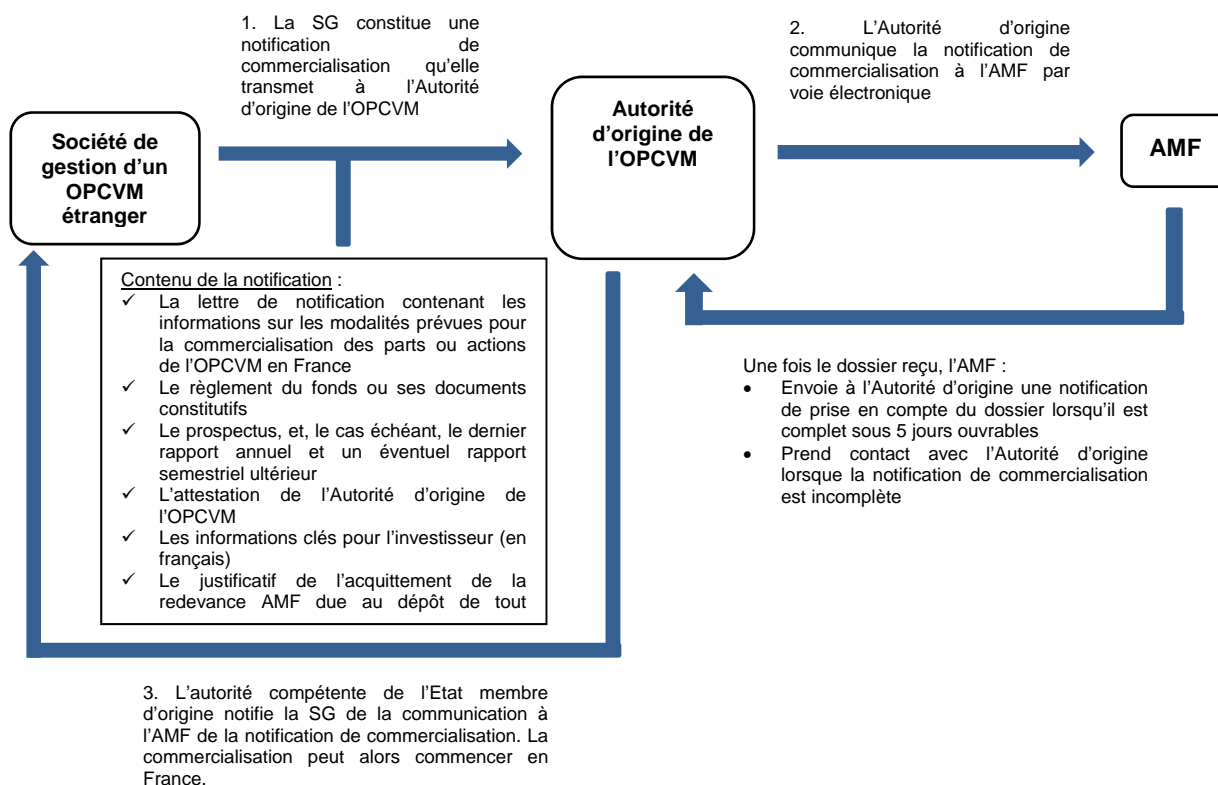 1. La SG constitue une
notification de
commercialisation qu'elle
transmet à l'Autorité
d'origine de l'OPCVM
2. L'Autorité d'origine
communique la notification de
commercialisation à l'AMF par
voie électronique
Société de
gestion d'un
OPCVM
étranger
Autorité
d'origine de
l'OPCVM
AMF
Contenu de la notification :
✓ La lettre de notification contenant les
informations sur les modalités prévues pour
la commercialisation des parts ou actions
de l'OPCVM en France
✓ Le règlement du fonds ou ses documents
constitutifs
✓ Le prospectus, et, le cas échéant, le dernier
rapport annuel et un éventuel rapport
semestriel ultérieur
✓ L'attestation de l'Autorité d'origine de
l'OPCVM
✓ Les informations clés pour l'investisseur (en
français)
✓ Le justificatif de l'acquittement de la
redevance AMF due au dépôt de tout
Une fois le dossier reçu, l'AMF :
• Envoie à l'Autorité d'origine une notification
de prise en compte du dossier lorsqu'il est
complet sous 5 jours ouvrables
• Prend contact avec l'Autorité d'origine
lorsque la notification de commercialisation
est incomplète
3. L'autorité compétente de l'Etat membre
d'origine notifie la SG de la communication à
l'AMF de la notification de commercialisation. La
commercialisation peut alors commencer en
France.